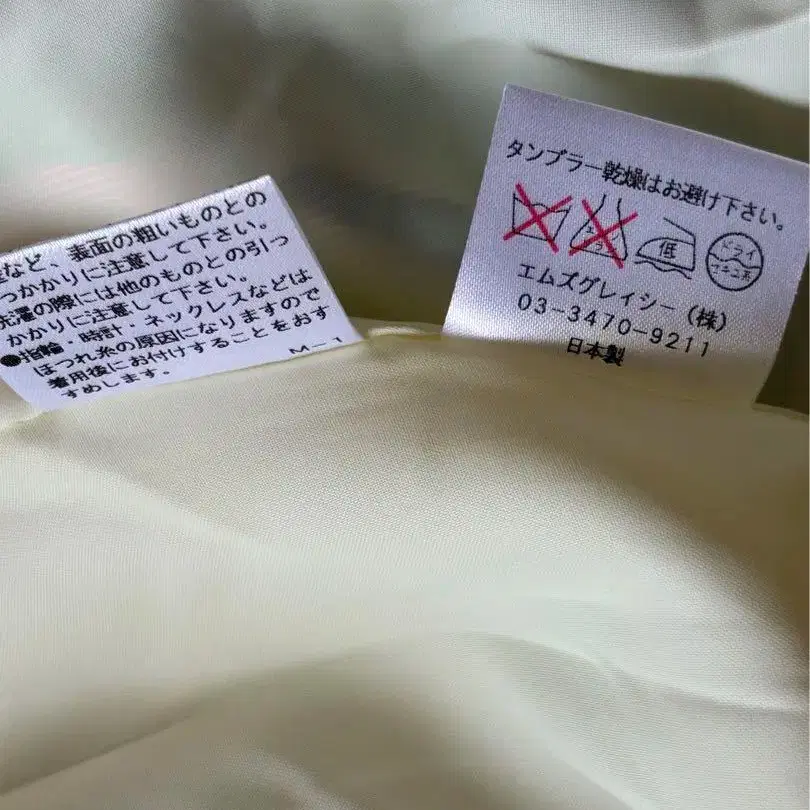 など、表面の粗いものとの
っかかりに注意して下さい。
洗濯の際には他のものとの引っ
かかりに注意して下さい。
●指輪・時計・ネックレスなどは
ほつれ糸の原因になりますので
着用後にお付けすることをおす
すめします。
M-1
タンブラー乾燥はお避け下さい。
低
ドライ
セキユ系
エムズグレイシー(株)
03-3470-9211
日本製